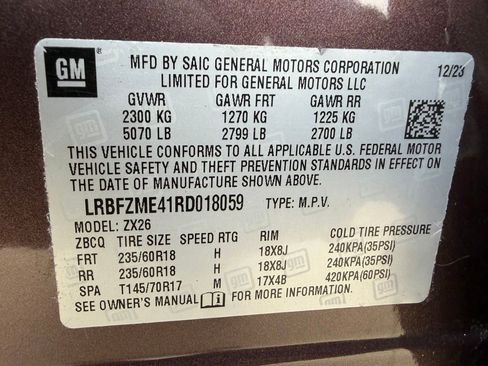 GM
MFD BY SAIC GENERAL MOTORS CORPORATION
LIMITED FOR GENERAL MOTORS LLC
12/23
GVWR GAWR FRT GAWR RR
2300 KG 1270 KG 1225 KG
5070 LB 2799 LB 2700 LB
THIS VEHICLE CONFORMS TO ALL APPLICABLE U.S. FEDERAL MOTOR
VEHICLE SAFETY AND THEFT PREVENTION STANDARDS IN EFFECT ON
THE DATE OF MANUFACTURE SHOWN ABOVE.
LRBFZME41RD018059 TYPE: M.P.V.
MODEL: ZX26
ZBCQ TIRE SIZE SPEED RTG RIM COLD TIRE PRESSURE
FRT 235/60R18 H 18X8J 240KPA(35PSI)
RR 235/60R18 H 18X8J 240KPA(35PSI)
SPA T145/70R17 M 17X4B 420KPA(60PSI)
SEE OWNER'S MANUAL FOR MORE INFORMATION